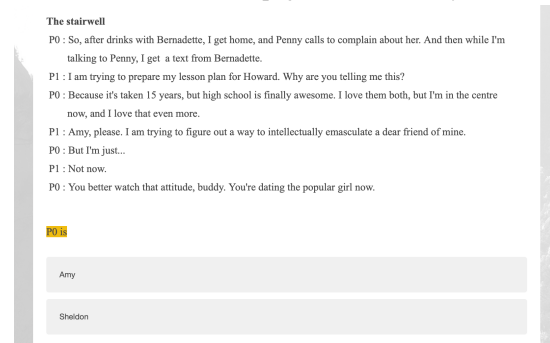 The stairwell
P0 : So, after drinks with Bernadette, I get home, and Penny calls to complain about her. And then while I'm
talking to Penny, I get a text from Bernadette.
P1 : I am trying to prepare my lesson plan for Howard. Why are you telling me this?
P0 : Because it's taken 15 years, but high school is finally awesome. I love them both, but I'm in the centre
now, and I love that even more.
P1 : Amy, please. I am trying to figure out a way to intellectually emasculate a dear friend of mine.
P0 : But I'm just...
P1 : Not now.
P0 : You better watch that attitude, buddy. You're dating the popular girl now.
P0 is
Amy
Sheldon